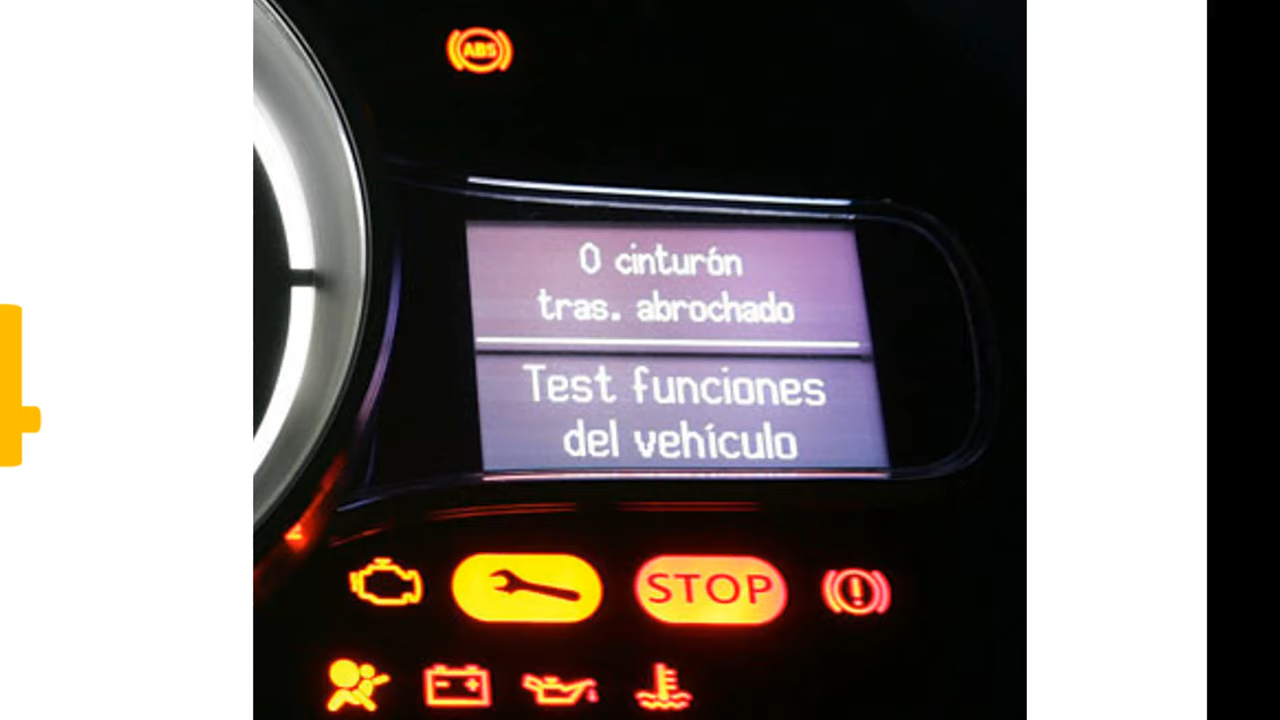 ABS
0 cinturón
tras. abrochado
Test funciones
del vehículo
STOP